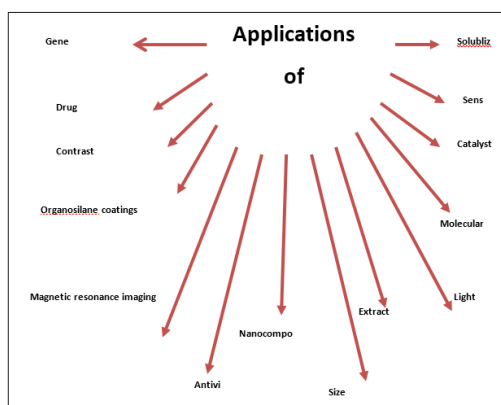 Applications
of
Gene
Drug
Contrast
Organosilane coatings
Magnetic resonance imaging
Antivi
Nanocompo
Size
Extract
Light
Molecular
Catalyst
Sens
Solubliz